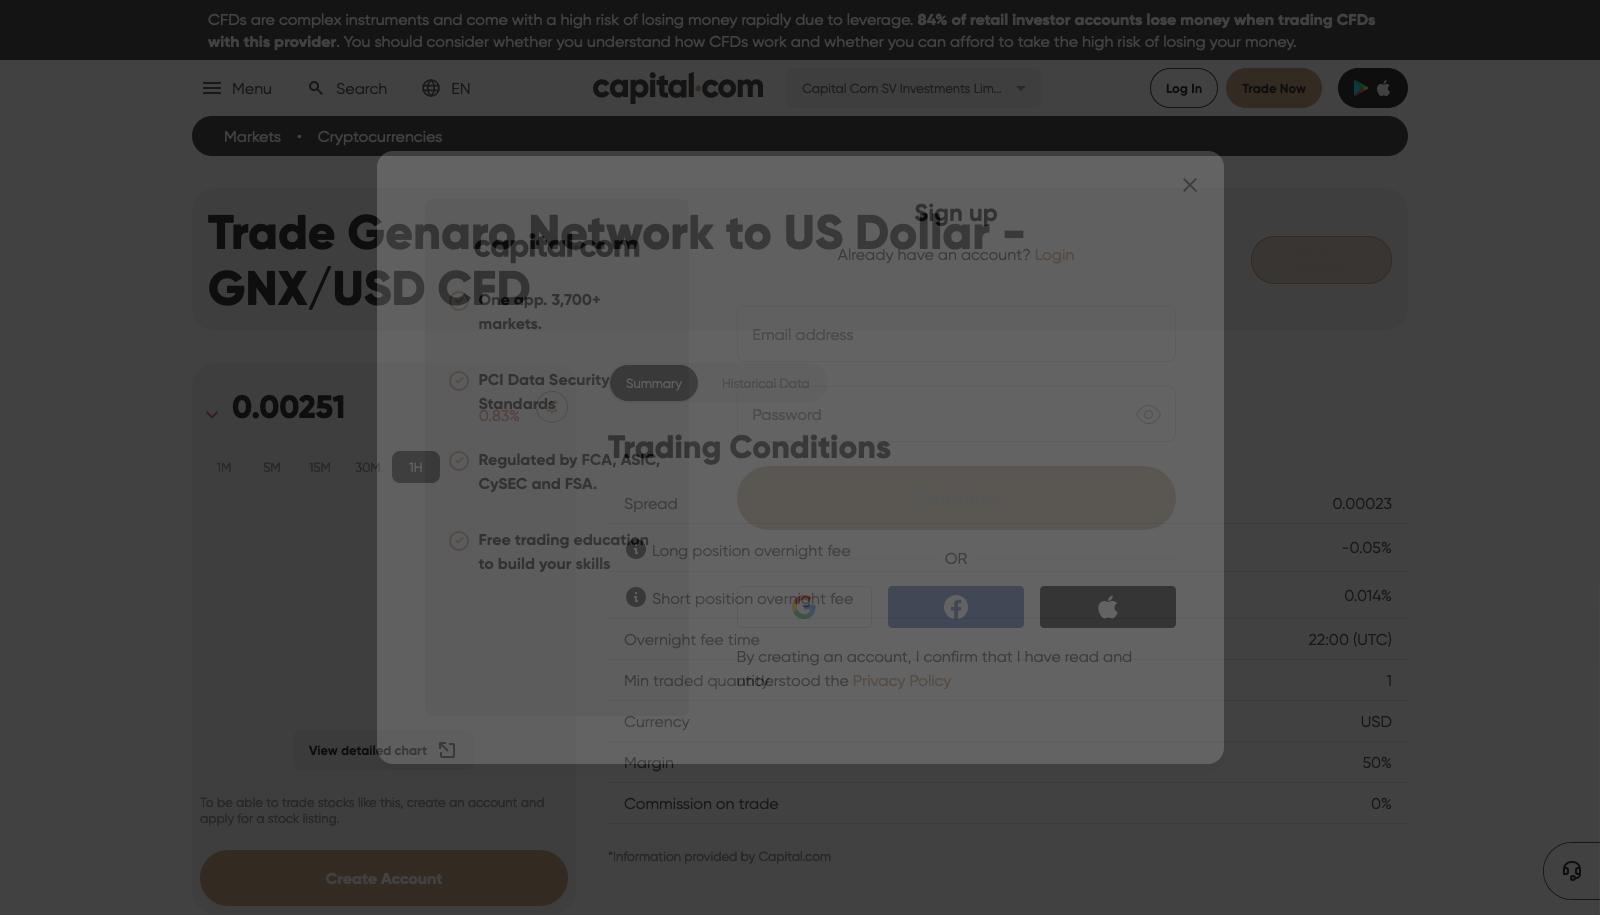 CFDs are complex instruments and come with a high risk of losing money rapidly due to leverage. 84% of retail investor accounts lose money when trading CFDs
with this provider. You should consider whether you understand how CFDs work and whether you can afford to take the high risk of losing your money.
Menu
Search
EN
capital.com
Capital Com SV Investments Lim...
Log In
Trade Now
Markets • Cryptocurrencies
Trade Genaro Network to US Dollar -
GNX/USD CFD
0.00251
0.83%
1M 5M 15M 30M 1H
View detailed chart
To be able to trade stocks like this, create an account and
apply for a stock listing.
Create Account
Summary
Historical Data
Trading Conditions
Spread 0.00023
Long position overnight fee -0.05%
Short position overnight fee 0.014%
Overnight fee time 22:00 (UTC)
Min traded quantity 1
Currency USD
Margin 50%
Commission on trade 0%
*Information provided by Capital.com
capital.com
One app. 3,700+
markets.
PCI Data Security
Standards
Regulated by FCA, ASIC,
CySEC and FSA.
Free trading education
to build your skills
Sign up
Already have an account? Login
Email address
Password
OR
By creating an account, I confirm that I have read and
understood the Privacy Policy